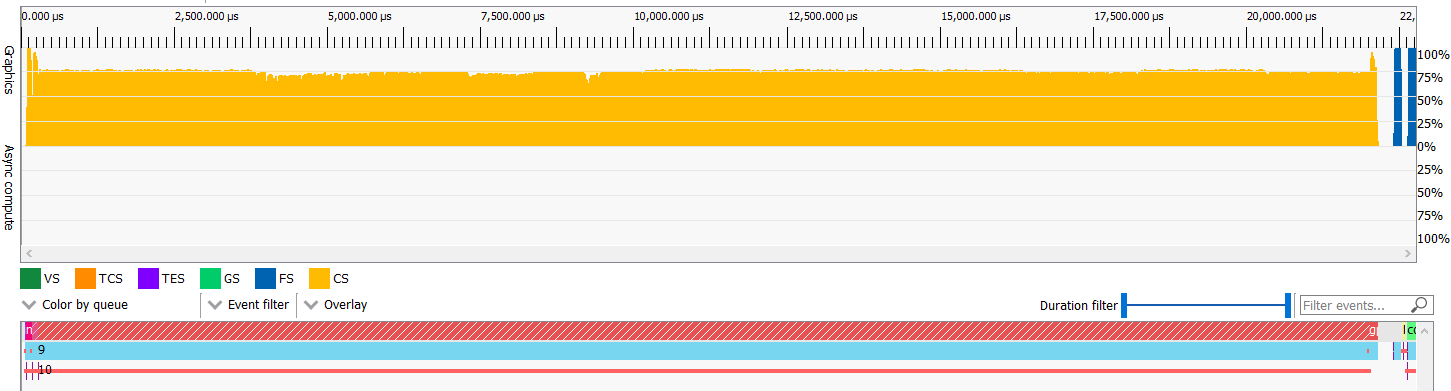 0.000 µs 2,500.000 µs 5,000.000 µs 7,500.000 µs 10,000.000 µs 12,500.000 µs 15,000.000 µs 17,500.000 µs 20,000.000 µs 22,
Graphics
100%
75%
50%
25%
0%
Async compute
25%
50%
75%
100%
VS TCS TES GS FS CS
Color by queue Event filter Overlay Duration filter Filter events...
n g co
9
10